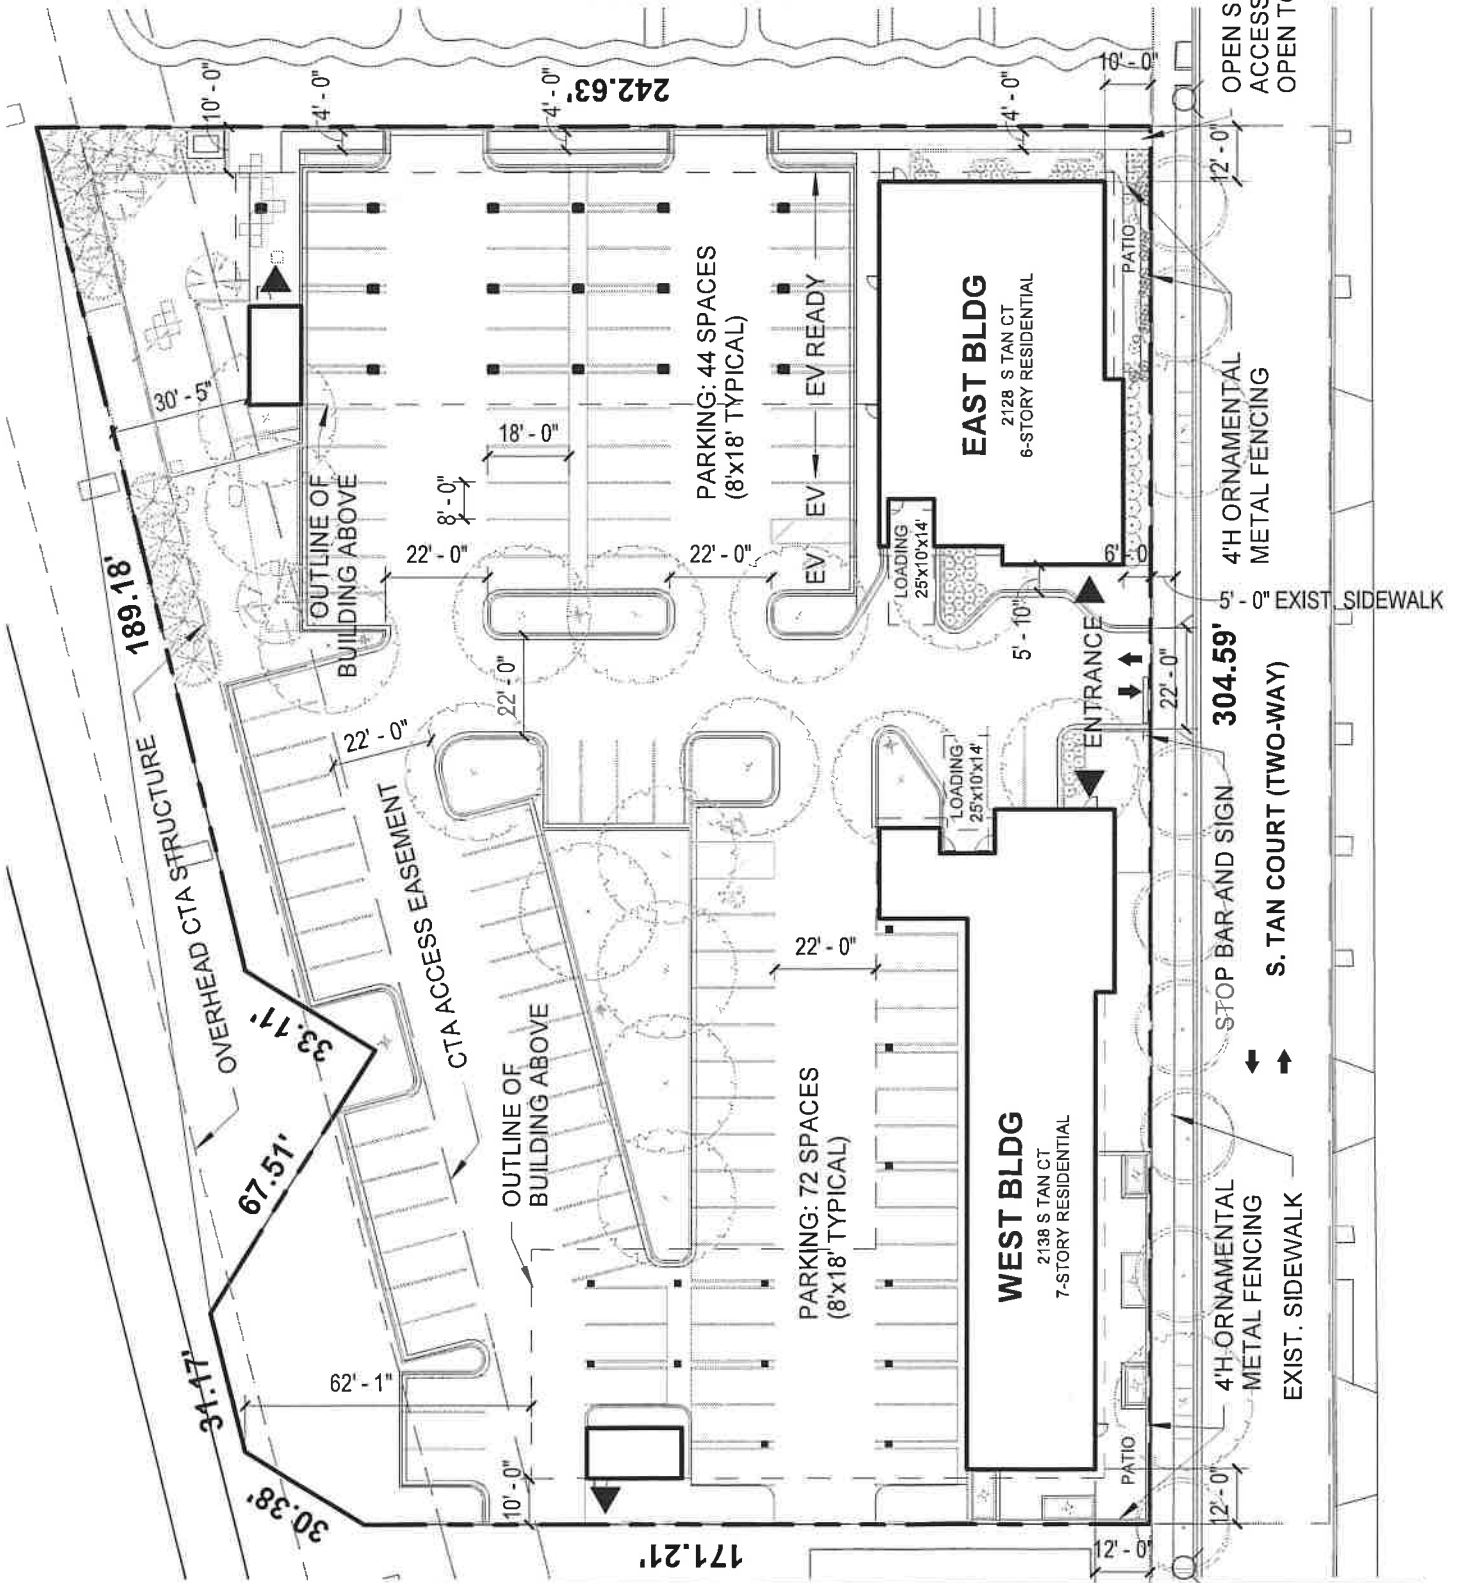 OPEN S
ACCESS
OPEN TO
10' - 0"
4' - 0"
4' - 0"
242.63'
4' - 0"
10' - 0"
12' - 0"
30' - 5"
189.18'
OUTLINE OF
BUILDING ABOVE
18' - 0"
8' - 0"
22' - 0"
22' - 0"
PARKING: 44 SPACES
(8'x18' TYPICAL)
EV
EV
EV READY
EAST BLDG
2128 S TAN CT
6-STORY RESIDENTIAL
PATIO
4'H ORNAMENTAL
METAL FENCING
LOADING
25'x10'x14'
6' - 0
5' - 10"
5' - 0" EXIST. SIDEWALK
ENTRANCE
22' - 0"
304.59'
S. TAN COURT (TWO-WAY)
22' - 0"
22' - 0"
OVERHEAD CTA STRUCTURE
CTA ACCESS EASEMENT
LOADING
25'x10'x14'
STOP BAR AND SIGN
33.11'
67.51'
OUTLINE OF
BUILDING ABOVE
22' - 0"
PARKING: 72 SPACES
(8'x18' TYPICAL)
WEST BLDG
2138 S TAN CT
7-STORY RESIDENTIAL
4'H ORNAMENTAL
METAL FENCING
EXIST. SIDEWALK
31.17'
62' - 1"
30.38'
10' - 0"
PATIO
12' - 0"
12' - 0"
171.21'